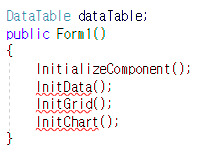 DataTable dataTable;
public Form1()
{
InitializeComponent();
InitData();
InitGrid();
InitChart();
}